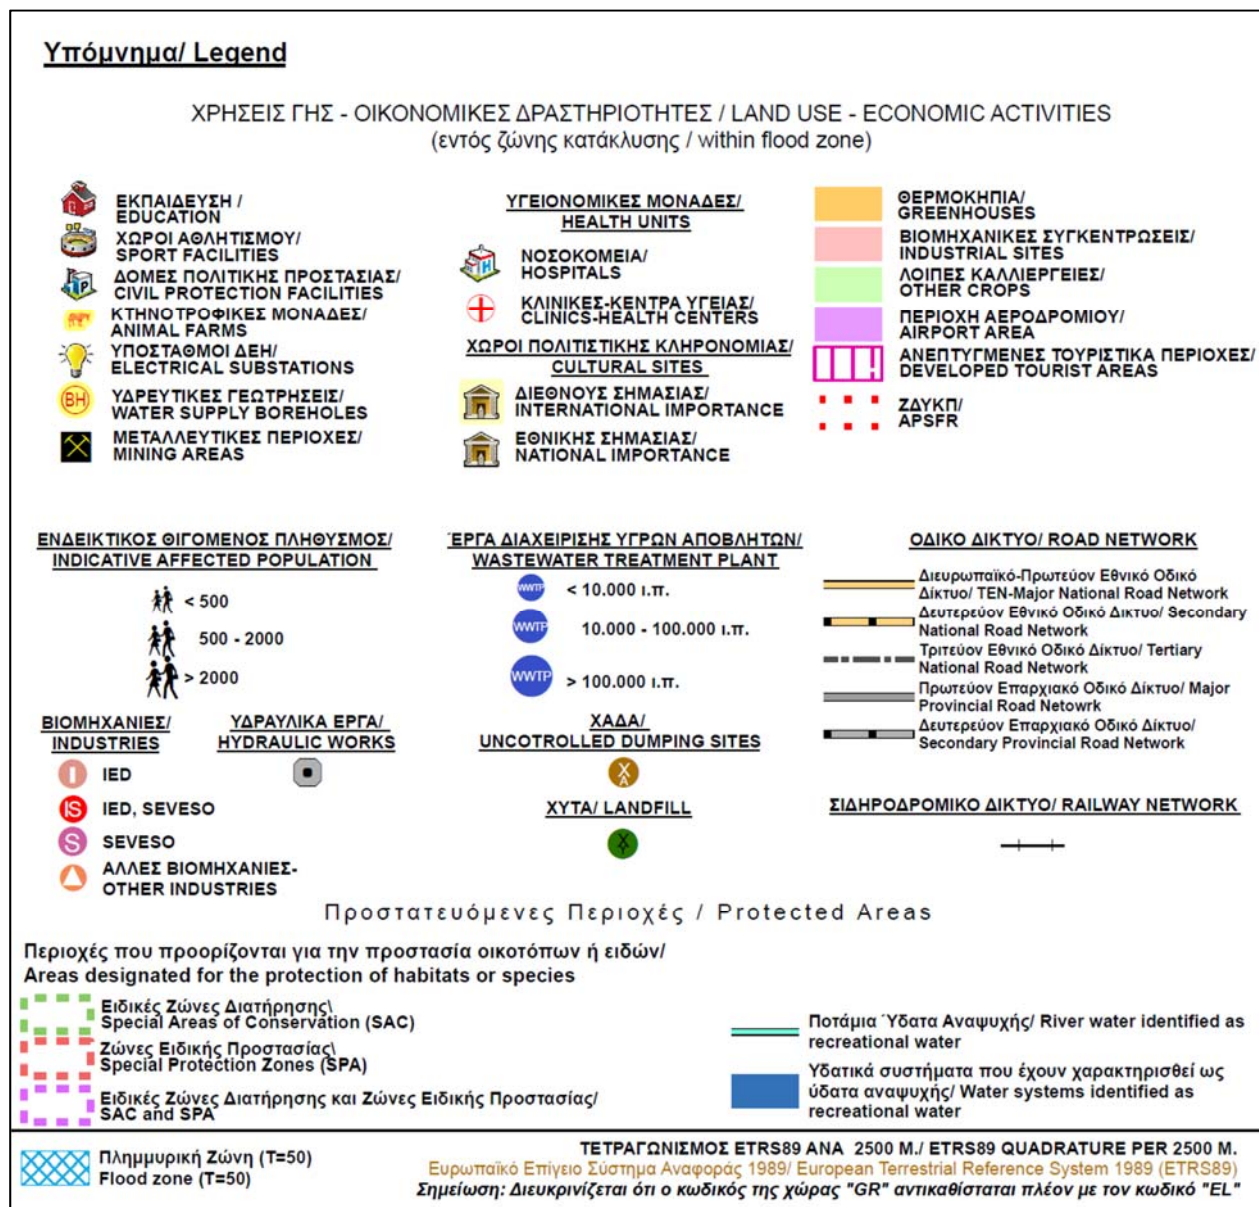 Υπόμνημα/ Legend
ΧΡΗΣΕΙΣ ΓΗΣ - ΟΙΚΟΝΟΜΙΚΕΣ ΔΡΑΣΤΗΡΙΟΤΗΤΕΣ / LAND USE - ECONOMIC ACTIVITIES
(εντός ζώνης κατάκλυσης / within flood zone)
ΕΚΠΑΙΔΕΥΣΗ /
EDUCATION
ΧΩΡΟΙ ΑΘΛΗΤΙΣΜΟΥ/
SPORT FACILITIES
ΔΟΜΕΣ ΠΟΛΙΤΙΚΗΣ ΠΡΟΣΤΑΣΙΑΣ/
CIVIL PROTECTION FACILITIES
ΚΤΗΝΟΤΡΟΦΙΚΕΣ ΜΟΝΑΔΕΣ/
ANIMAL FARMS
ΥΠΟΣΤΑΘΜΟΙ ΔΕΗ/
ELECTRICAL SUBSTATIONS
BH
ΥΔΡΕΥΤΙΚΕΣ ΓΕΩΤΡΗΣΕΙΣ/
WATER SUPPLY BOREHOLES
ΜΕΤΑΛΛΕΥΤΙΚΕΣ ΠΕΡΙΟΧΕΣ/
MINING AREAS
ΥΓΕΙΟΝΟΜΙΚΕΣ ΜΟΝΑΔΕΣ/
HEALTH UNITS
H
ΝΟΣΟΚΟΜΕΙΑ/
HOSPITALS
ΚΛΙΝΙΚΕΣ-ΚΕΝΤΡΑ ΥΓΕΙΑΣ/
CLINICS-HEALTH CENTERS
ΧΩΡΟΙ ΠΟΛΙΤΙΣΤΙΚΗΣ ΚΛΗΡΟΝΟΜΙΑΣ/
CULTURAL SITES
ΔΙΕΘΝΟΥΣ ΣΗΜΑΣΙΑΣ/
INTERNATIONAL IMPORTANCE
ΕΘΝΙΚΗΣ ΣΗΜΑΣΙΑΣ/
NATIONAL IMPORTANCE
ΘΕΡΜΟΚΗΠΙΑ/
GREENHOUSES
ΒΙΟΜΗΧΑΝΙΚΕΣ ΣΥΓΚΕΝΤΡΩΣΕΙΣ/
INDUSTRIAL SITES
ΛΟΙΠΕΣ ΚΑΛΛΙΕΡΓΕΙΕΣ/
OTHER CROPS
ΠΕΡΙΟΧΗ ΑΕΡΟΔΡΟΜΙΟΥ/
AIRPORT AREA
ΑΝΕΠΤΥΓΜΕΝΕΣ ΤΟΥΡΙΣΤΙΚΑ ΠΕΡΙΟΧΕΣ/
DEVELOPED TOURIST AREAS
ΖΔΥΚΠ/
APSFR
ΕΝΔΕΙΚΤΙΚΟΣ ΘΙΓΟΜΕΝΟΣ ΠΛΗΘΥΣΜΟΣ/
INDICATIVE AFFECTED POPULATION
< 500
500 - 2000
> 2000
ΈΡΓΑ ΔΙΑΧΕΙΡΙΣΗΣ ΥΓΡΩΝ ΑΠΟΒΛΗΤΩΝ/
WASTEWATER TREATMENT PLANT
WWTP < 10.000 ι.π.
WWTP 10.000 - 100.000 ι.π.
WWTP > 100.000 ι.π.
ΟΔΙΚΟ ΔΙΚΤΥΟ/ ROAD NETWORK
Διευρωπαϊκό-Πρωτεύον Εθνικό Οδικό
Δίκτυο/ TEN-Major National Road Network
Δευτερεύον Εθνικό Οδικό Δικτυο/ Secondary
National Road Network
Τριτεύον Εθνικό Οδικό Δίκτυο/ Tertiary
National Road Network
Πρωτεύον Επαρχιακό Οδικό Δίκτυο/ Major
Provincial Road Netowrk
Δευτερεύον Επαρχιακό Οδικό Δίκτυο/
Secondary Provincial Road Network
ΒΙΟΜΗΧΑΝΙΕΣ/
INDUSTRIES
I IED
IS IED, SEVESO
S SEVESO
ΑΛΛΕΣ ΒΙΟΜΗΧΑΝΙΕΣ-
OTHER INDUSTRIES
ΥΔΡΑΥΛΙΚΑ ΕΡΓΑ/
HYDRAULIC WORKS
ΧΑΔΑ/
UNCOTROLLED DUMPING SITES
ΧΥΤΑ/ LANDFILL
ΣΙΔΗΡΟΔΡΟΜΙΚΟ ΔΙΚΤΥΟ/ RAILWAY NETWORK
Προστατευόμενες Περιοχές / Protected Areas
Περιοχές που προορίζονται για την προστασία οικοτόπων ή ειδών/
Areas designated for the protection of habitats or species
Ειδικές Ζώνες Διατήρησης\
Special Areas of Conservation (SAC)
Ζώνες Ειδικής Προστασίας\
Special Protection Zones (SPA)
Ειδικές Ζώνες Διατήρησης και Ζώνες Ειδικής Προστασίας/
SAC and SPA
Ποτάμια Ύδατα Αναψυχής/ River water identified as
recreational water
Υδατικά συστήματα που έχουν χαρακτηρισθεί ως
ύδατα αναψυχής/ Water systems identified as
recreational water
Πλημμυρική Ζώνη (T=50)
Flood zone (T=50)
ΤΕΤΡΑΓΩΝΙΣΜΟΣ ETRS89 ΑΝΑ 2500 Μ./ ETRS89 QUADRATURE PER 2500 M.
Ευρωπαϊκό Επίγειο Σύστημα Αναφοράς 1989/ European Terrestrial Reference System 1989 (ETRS89)
Σημείωση: Διευκρινίζεται ότι ο κωδικός της χώρας "GR" αντικαθίσταται πλέον με τον κωδικό "EL"